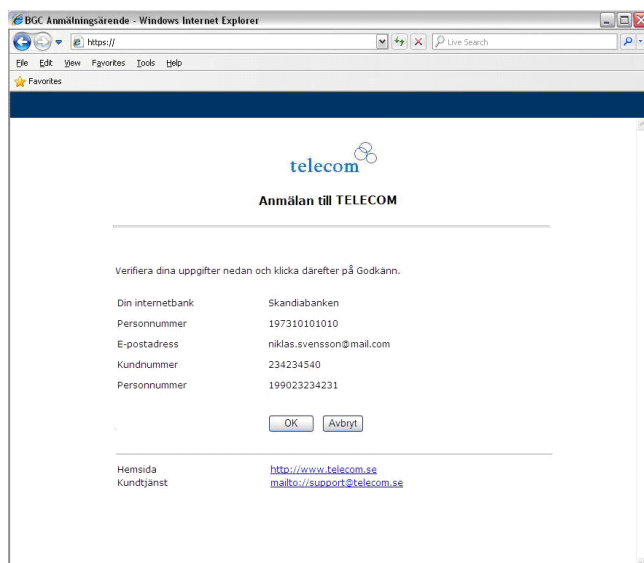 BGC Anmälningsärende - Windows Internet Explorer
https://
Live Search
File Edit View Favorites Tools Help
Favorites
telecom
Anmälan till TELECOM
Verifiera dina uppgifter nedan och klicka därefter på Godkänn.
Din internetbank Skandiabanken
Personnummer 197310101010
E-postadress niklas.svensson@mail.com
Kundnummer 234234540
Personnummer 199023234231
OK Avbryt
Hemsida http://www.telecom.se
Kundtjänst mailto://support@telecom.se